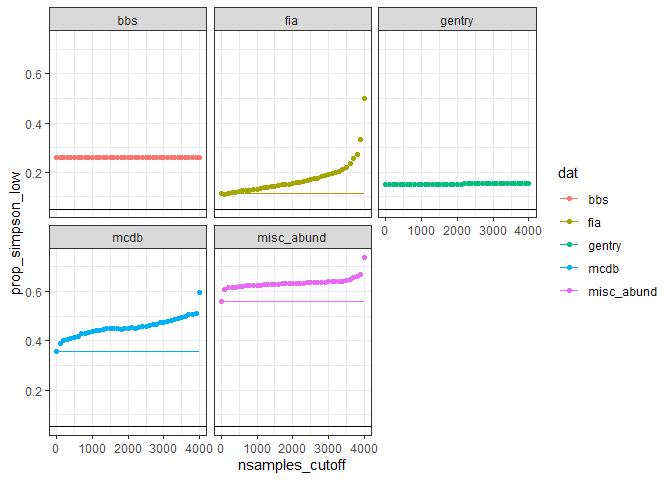 bbs
fia
gentry
0.6
0.4
0.2
0 1000 2000 3000 4000
mcdb
misc_abund
0.6
0.4
0.2
0 1000 2000 3000 4000
0 1000 2000 3000 4000
nsamples_cutoff
prop_simpson_low
dat
bbs
fia
gentry
mcdb
misc_abund